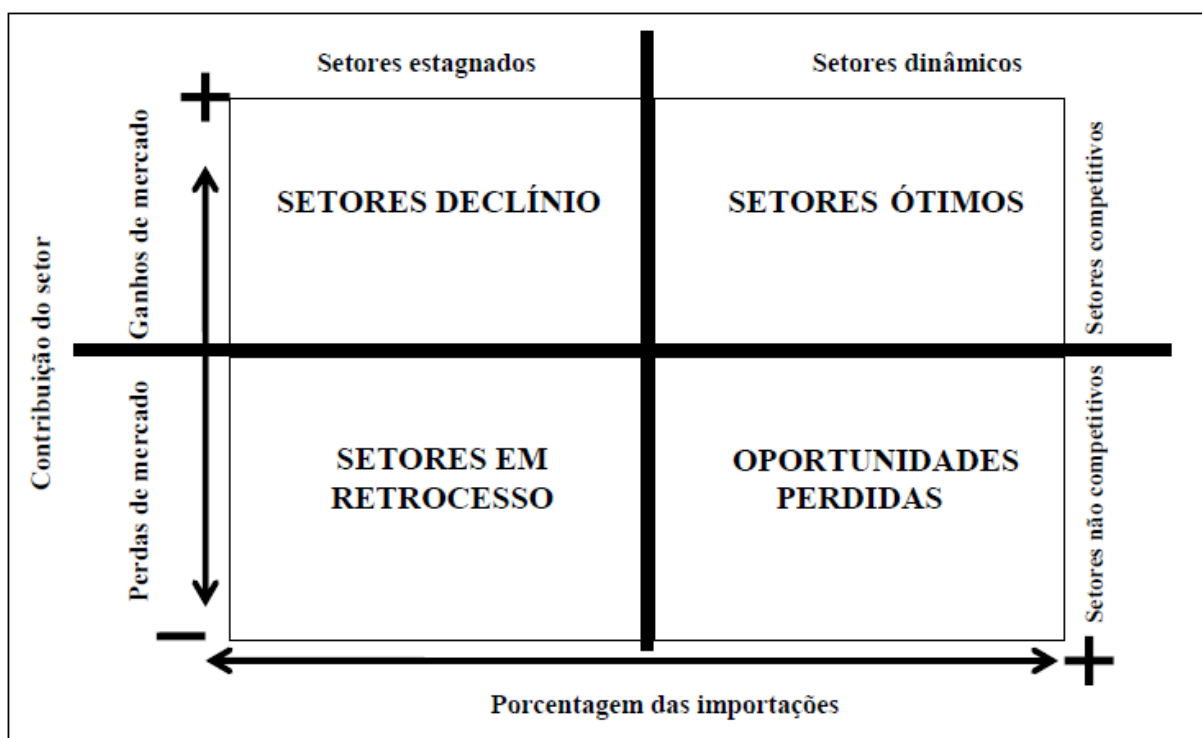 Setores estagnados
Setores dinâmicos
SETORES DECLÍNIO
SETORES ÓTIMOS
SETORES EM
RETROCESSO
OPORTUNIDADES
PERDIDAS
Contribuição do setor
Ganhos de mercado
Perdas de mercado
Setores competitivos
Setores não competitivos
Porcentagem das importações